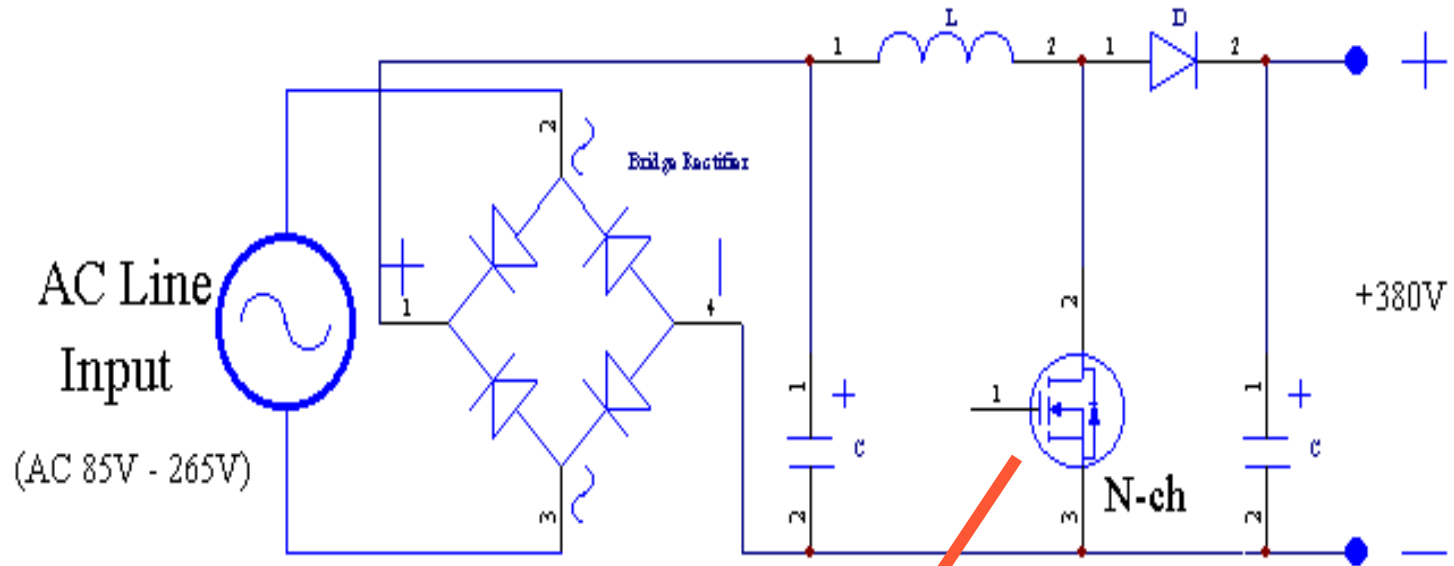 L
D
1
2
1
2
2
Bridge Rectifier
AC Line
Input
(AC 85V - 265V)
+
1
4
2
+380V
1
+
1
1
+
C
C
N-ch
3
2
3
2
+
−